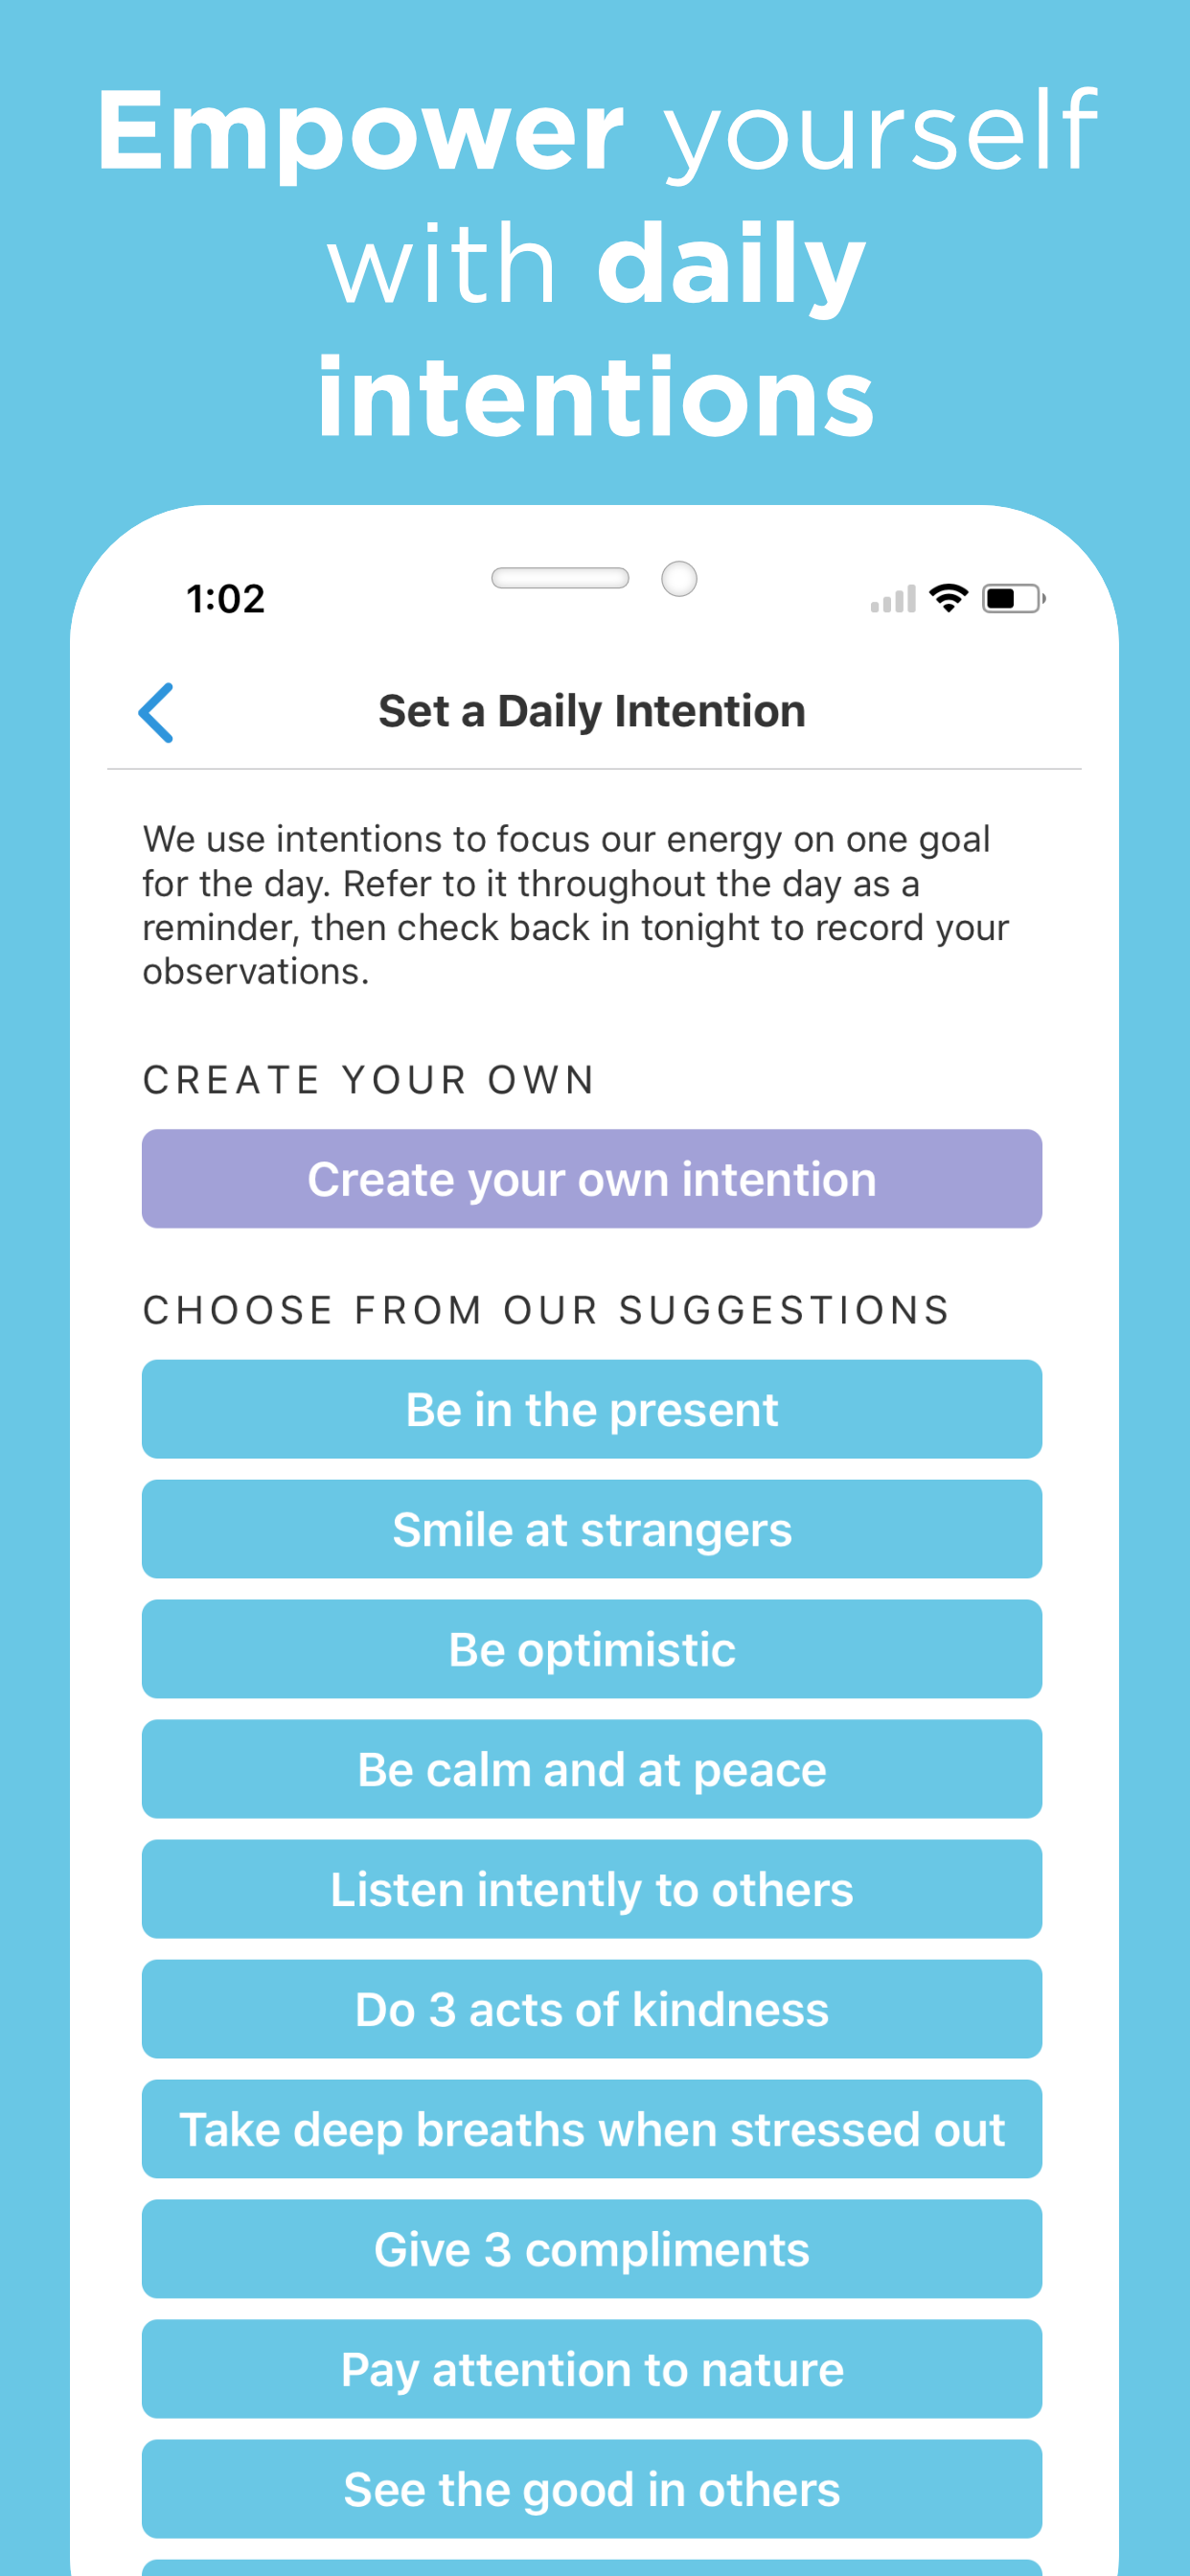 Empower yourself
with daily
intentions
1:02
Set a Daily Intention
We use intentions to focus our energy on one goal
for the day. Refer to it throughout the day as a
reminder, then check back in tonight to record your
observations.
CREATE YOUR OWN
Create your own intention
CHOOSE FROM OUR SUGGESTIONS
Be in the present
Smile at strangers
Be optimistic
Be calm and at peace
Listen intently to others
Do 3 acts of kindness
Take deep breaths when stressed out
Give 3 compliments
Pay attention to nature
See the good in others